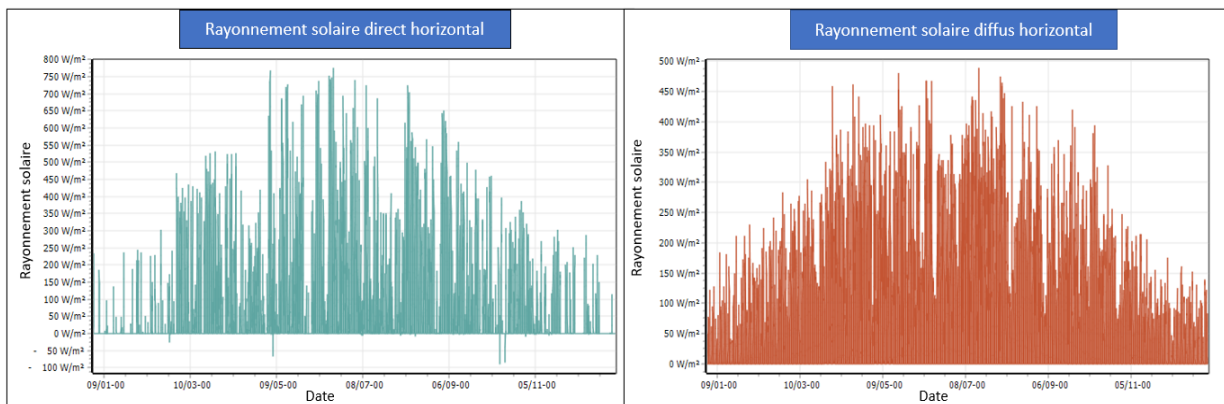 Rayonnement solaire direct horizontal
800 W/m²
750 W/m²
700 W/m²
650 W/m²
600 W/m²
550 W/m²
500 W/m²
450 W/m²
400 W/m²
350 W/m²
300 W/m²
250 W/m²
200 W/m²
150 W/m²
100 W/m²
50 W/m²
0 W/m²
- 50 W/m²
- 100 W/m²
Rayonnement solaire
09/01-00 10/03-00 09/05-00 08/07-00 06/09-00 05/11-00
Date
Rayonnement solaire diffus horizontal
500 W/m²
450 W/m²
400 W/m²
350 W/m²
300 W/m²
250 W/m²
200 W/m²
150 W/m²
100 W/m²
50 W/m²
0 W/m²
Rayonnement solaire
09/01-00 10/03-00 09/05-00 08/07-00 06/09-00 05/11-00
Date